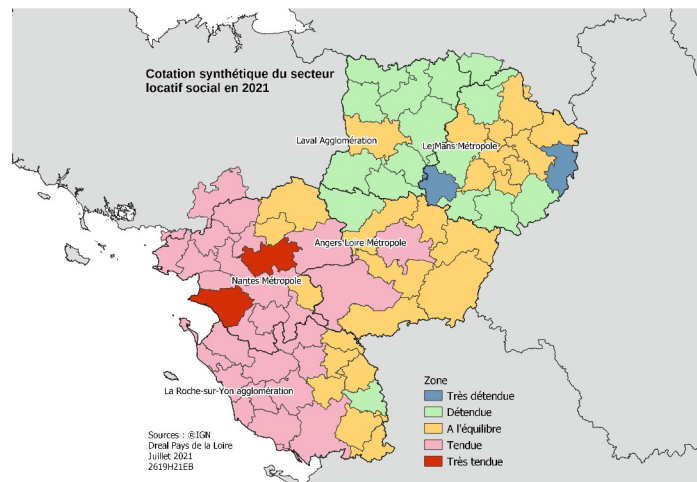 Cotation synthétique du secteur
locatif social en 2021
Laval Agglomération
Le Mans Métropole
Angers Loire Métropole
Nantes Métropole
La Roche-sur-Yon agglomération
Zone
Très détendue
Détendue
A l'équilibre
Tendue
Très tendue
Sources : ®IGN
Dreal Pays de la Loire
Juillet 2021
2619H21EB